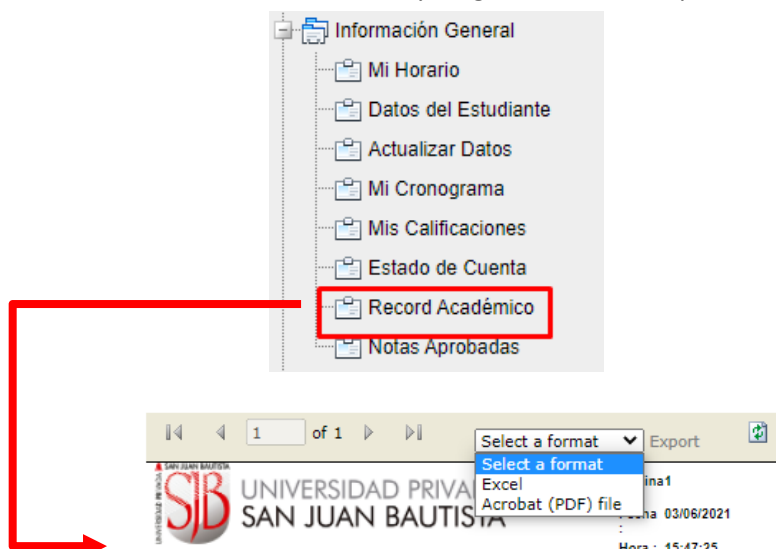 Información General
Mi Horario
Datos del Estudiante
Actualizar Datos
Mi Cronograma
Mis Calificaciones
Estado de Cuenta
Record Académico
Notas Aprobadas
1 of 1 Select a format Export
Select a format
Excel
Acrobat (PDF) file
SAN JUAN BAUTISTA
SJB
UNIVERSIDAD PRIVA
SAN JUAN BAUTISTA
ina1
03/06/2021
:
Hora : 15:47:25